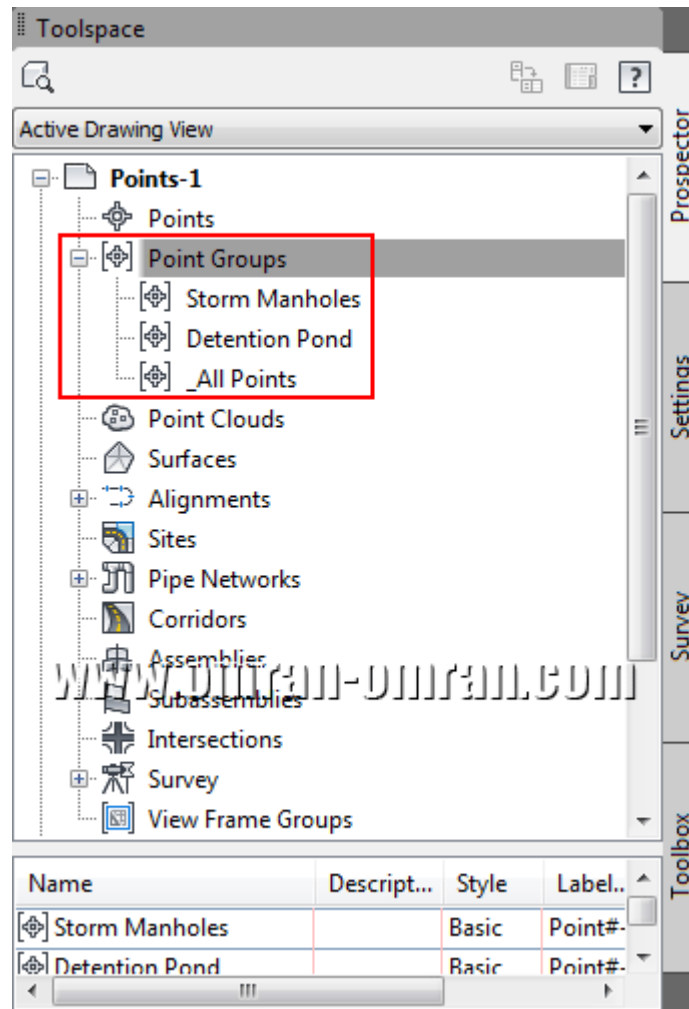 Toolspace
?
Active Drawing View
Points-1
Points
Point Groups
Storm Manholes
Detention Pond
_All Points
Point Clouds
Surfaces
Alignments
Sites
Pipe Networks
Corridors
Assemblies
www.omran-omran.com
Subassemblies
Intersections
Survey
View Frame Groups
Name Descript... Style Label..
Storm Manholes Basic Point#-
Detention Pond Basic Point#-
Prospector
Settings
Survey
Toolbox